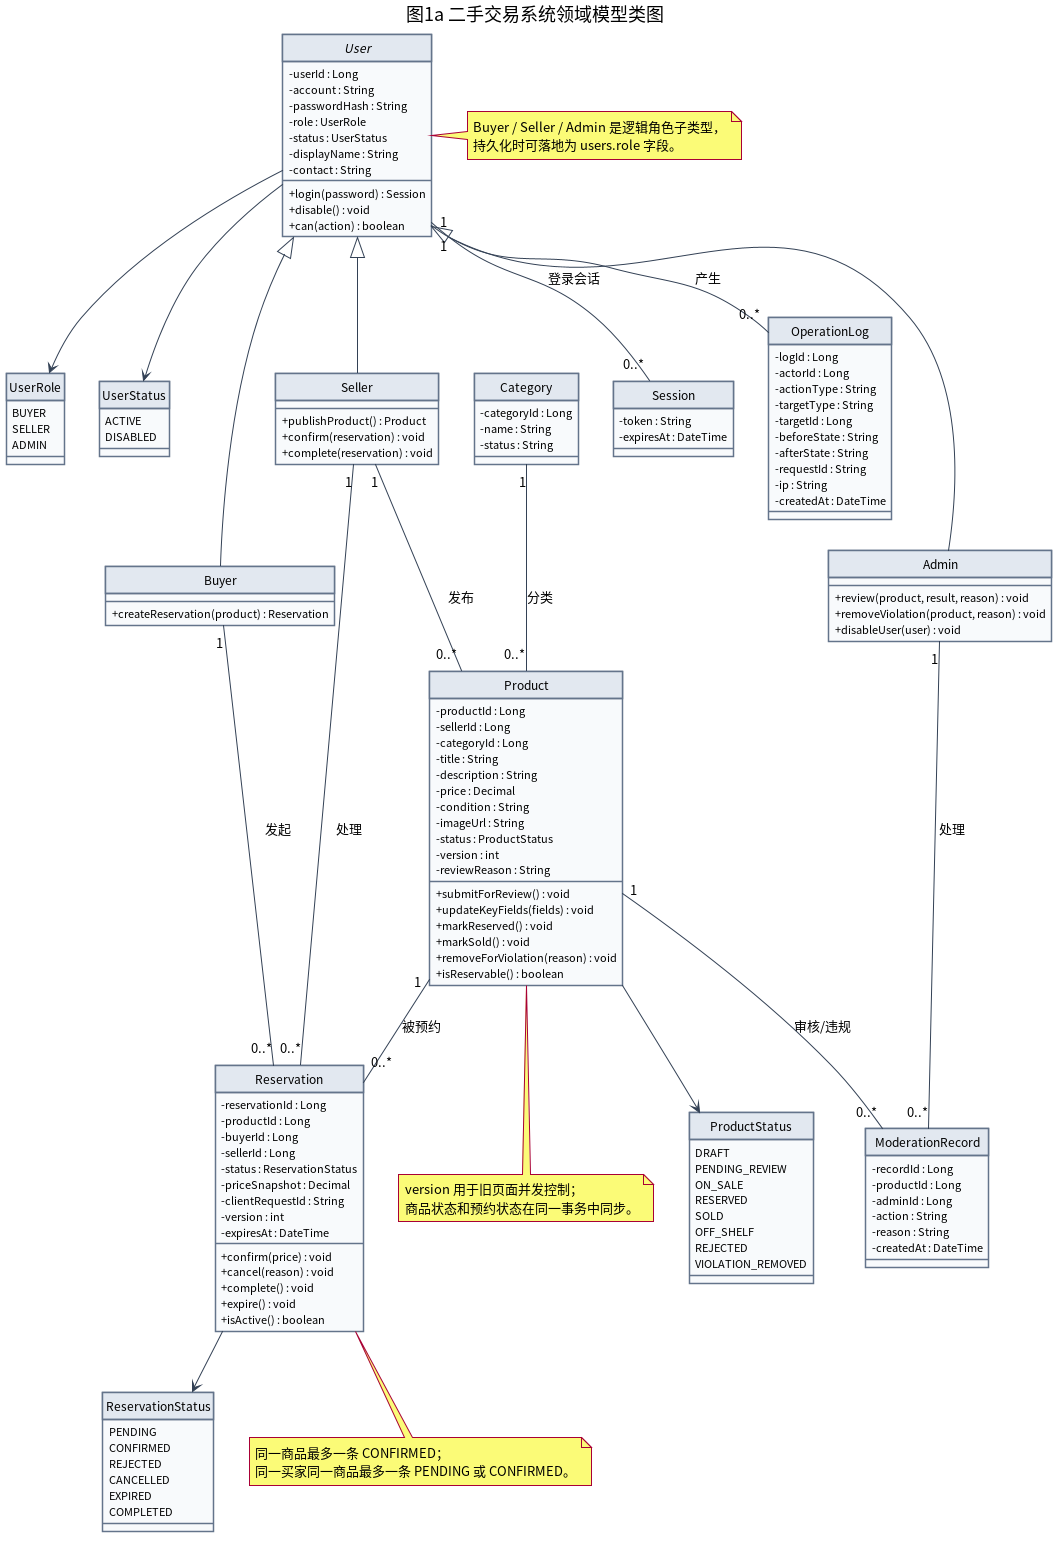 图1a 二手交易系统领域模型类图
User
-userId : Long
-account : String
-passwordHash : String
-role : UserRole
-status : UserStatus
-displayName : String
-contact : String
+login(password) : Session
+disable() : void
+can(action) : boolean
Buyer / Seller / Admin 是逻辑角色子类型，
持久化时可落地为 users.role 字段。
1
1
登录会话
产生
0..*
0..*
UserRole
BUYER
SELLER
ADMIN
UserStatus
ACTIVE
DISABLED
Seller
+publishProduct() : Product
+confirm(reservation) : void
+complete(reservation) : void
Category
-categoryId : Long
-name : String
-status : String
Session
-token : String
-expiresAt : DateTime
OperationLog
-logId : Long
-actorId : Long
-actionType : String
-targetType : String
-targetId : Long
-beforeState : String
-afterState : String
-requestId : String
-ip : String
-createdAt : DateTime
1
1
1
Buyer
+createReservation(product) : Reservation
发布
分类
Admin
+review(product, result, reason) : void
+removeViolation(product, reason) : void
+disableUser(user) : void
1
0..*
0..*
1
Product
-productId : Long
-sellerId : Long
-categoryId : Long
-title : String
-description : String
-price : Decimal
-condition : String
-imageUrl : String
-status : ProductStatus
-version : int
-reviewReason : String
+submitForReview() : void
+updateKeyFields(fields) : void
+markReserved() : void
+markSold() : void
+removeForViolation(reason) : void
+isReservable() : boolean
发起
处理
处理
1
1
被预约
审核/违规
0..*
0..*
0..*
0..*
0..*
Reservation
-reservationId : Long
-productId : Long
-buyerId : Long
-sellerId : Long
-status : ReservationStatus
-priceSnapshot : Decimal
-clientRequestId : String
-version : int
-expiresAt : DateTime
+confirm(price) : void
+cancel(reason) : void
+complete() : void
+expire() : void
+isActive() : boolean
version 用于旧页面并发控制；
商品状态和预约状态在同一事务中同步。
ProductStatus
DRAFT
PENDING_REVIEW
ON_SALE
RESERVED
SOLD
OFF_SHELF
REJECTED
VIOLATION_REMOVED
ModerationRecord
-recordId : Long
-productId : Long
-adminId : Long
-action : String
-reason : String
-createdAt : DateTime
ReservationStatus
PENDING
CONFIRMED
REJECTED
CANCELLED
EXPIRED
COMPLETED
同一商品最多一条 CONFIRMED；
同一买家同一商品最多一条 PENDING 或 CONFIRMED。